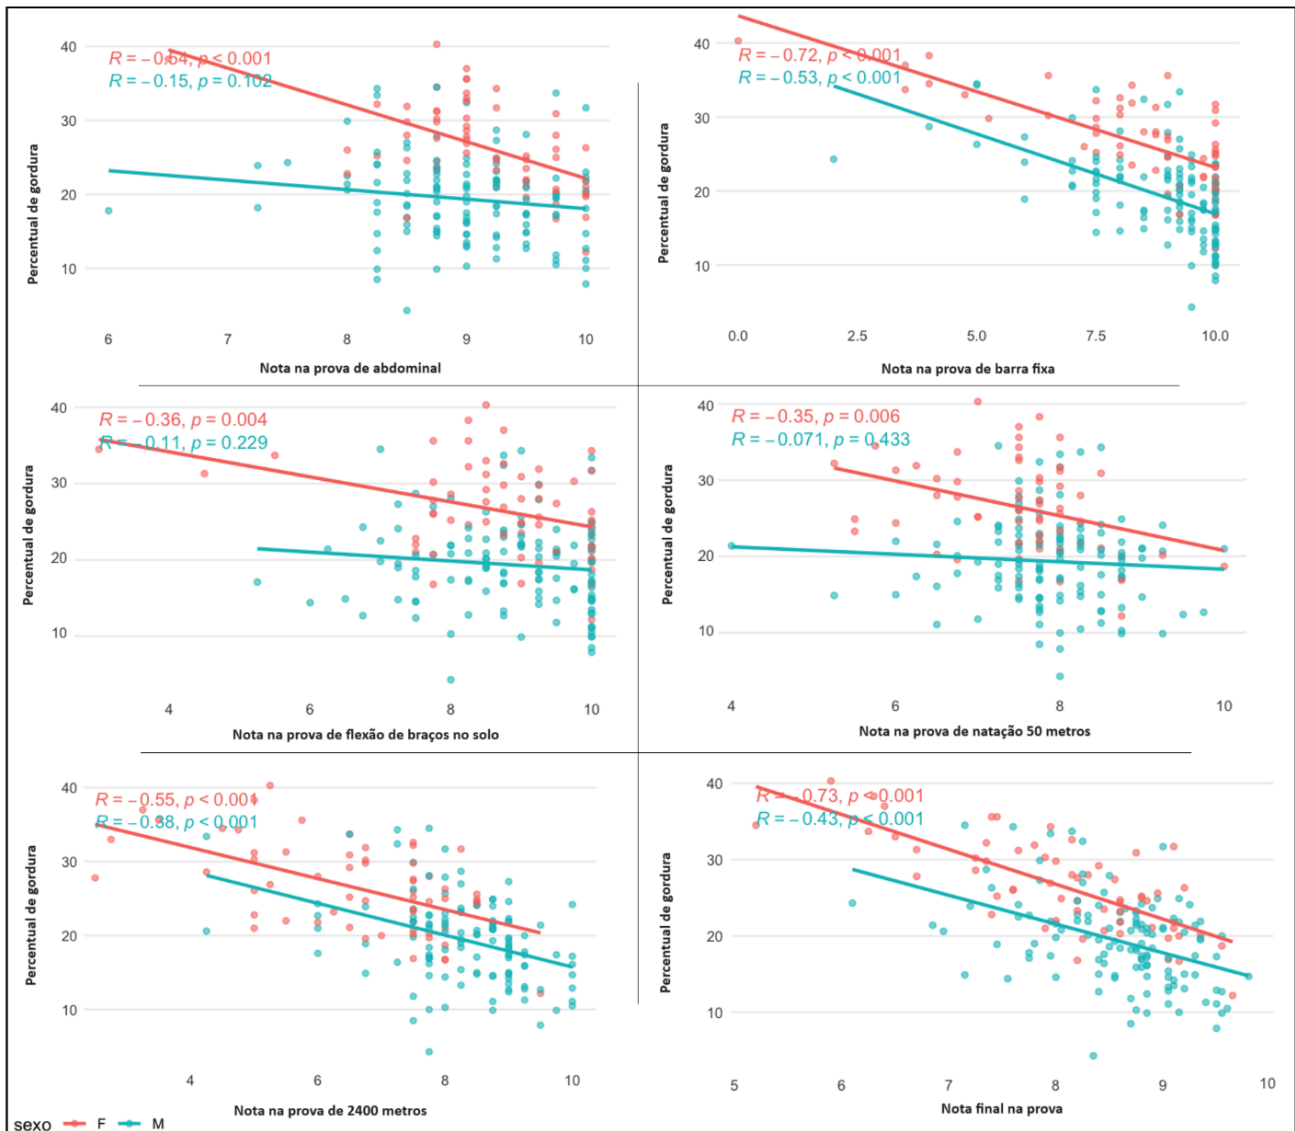 R = −0.64, p < 0.001
R = −0.15, p = 0.102
40
30
20
10
Percentual de gordura
6 7 8 9 10
Nota na prova de abdominal
R = −0.72, p < 0.001
R = −0.53, p < 0.001
40
30
20
10
Percentual de gordura
0.0 2.5 5.0 7.5 10.0
Nota na prova de barra fixa
R = −0.36, p = 0.004
R = −0.11, p = 0.229
40
30
20
10
Percentual de gordura
4 6 8 10
Nota na prova de flexão de braços no solo
R = −0.35, p = 0.006
R = −0.071, p = 0.433
40
30
20
10
Percentual de gordura
4 6 8 10
Nota na prova de natação 50 metros
R = −0.55, p < 0.001
R = −0.38, p < 0.001
40
30
20
10
Percentual de gordura
4 6 8 10
Nota na prova de 2400 metros
R = −0.73, p < 0.001
R = −0.43, p < 0.001
40
30
20
10
Percentual de gordura
5 6 7 8 9 10
Nota final na prova
sexo F M